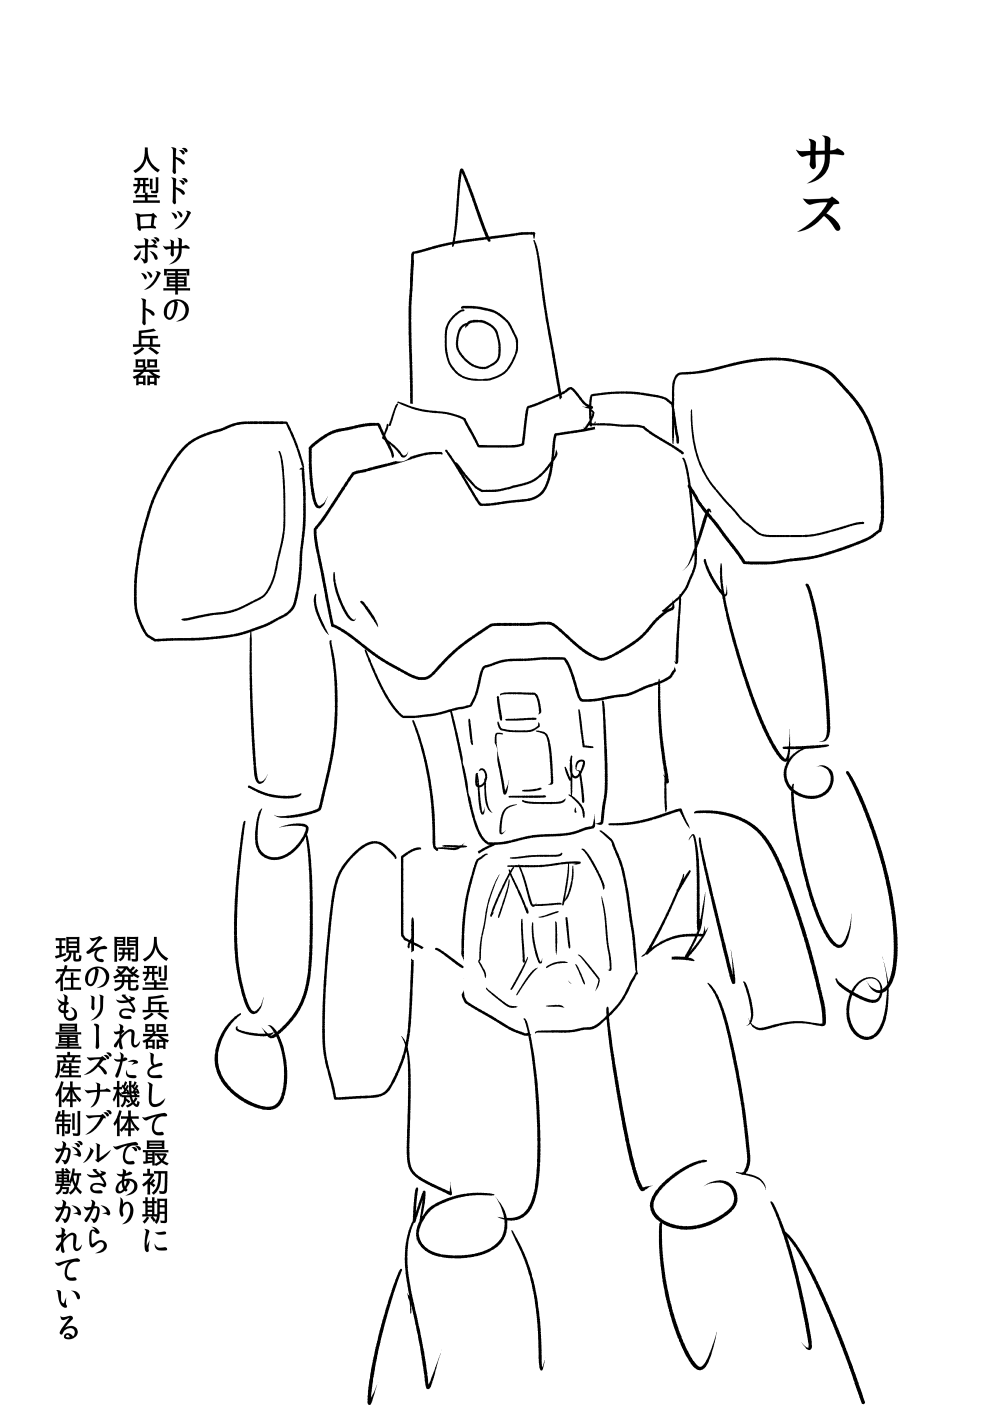 サス
ドドッサ軍の
人型ロボット兵器
人型兵器として最初期に
開発された機体であり
そのリーズナブルさから
現在も量産体制が敷かれている